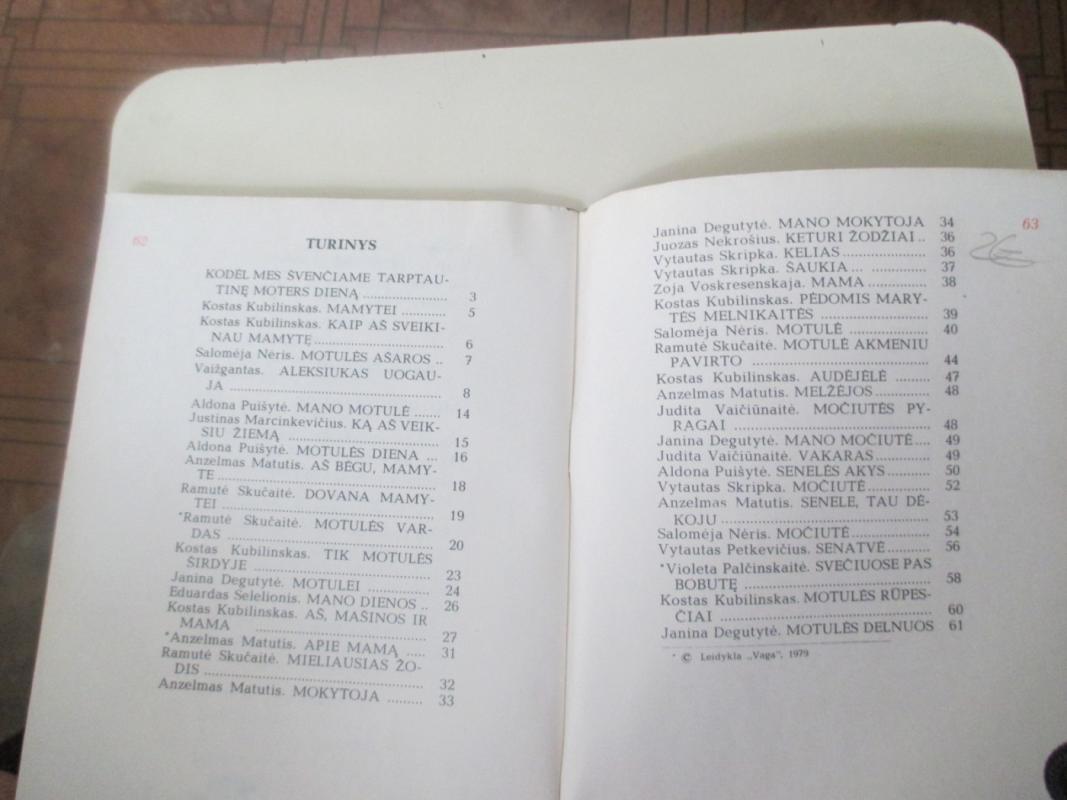 62
TURINYS
KODĖL MES ŠVENČIAME TARPTAU-
TINĘ MOTERS DIENĄ ........................ 3
Kostas Kubilinskas. MAMYTEI ............ 5
Kostas Kubilinskas. KAIP AŠ SVEIKI-
NAU MAMYTĘ .................................... 6
Salomėja Nėris. MOTULĖS AŠAROS .. 7
Vaižgantas. ALEKSIUKAS UOGAU-
JA ................................................ 8
Aldona Puišytė. MANO MOTULĖ ....... 14
Justinas Marcinkevičius. KĄ AŠ VEIK-
SIU ŽIEMĄ ...................................... 15
Aldona Puišytė. MOTULĖS DIENA ... 16
Anzelmas Matutis. AŠ BĖGU, MAMY-
TE ................................................ 18
Ramutė Skučaitė. DOVANA MAMY-
TEI ................................................ 19
*Ramutė Skučaitė. MOTULĖS VAR-
DAS ................................................ 20
Kostas Kubilinskas. TIK MOTULĖS
ŠIRDYJE .......................................... 23
Janina Degutytė. MOTULEI ................ 24
Eduardas Selelionis. MANO DIENOS .. 26
Kostas Kubilinskas. AŠ, MAŠINOS IR
MAMA .......................................... 27
*Anzelmas Matutis. APIE MAMĄ ..... 31
Ramutė Skučaitė. MIELIAUSIAS ŽO-
DIS ................................................ 32
Anzelmas Matutis. MOKYTOJA ......... 33
63
Janina Degutytė. MANO MOKYTOJA 34
Juozas Nekrošius. KETURI ŽODŽIAI .. 36
Vytautas Skripka. KELIAS .................. 36
Vytautas Skripka. ŠAUKIA ... ............ 37
Zoja Voskresenskaja. MAMA ............... 38
Kostas Kubilinskas. PĖDOMIS MARY-
TĖS MELNIKAITĖS ........................... 39
Salomėja Nėris. MOTULĖ .................. 40
Ramutė Skučaitė. MOTULĖ AKMENIU
PAVIRTO .......................................... 44
Kostas Kubilinskas. AUDĖJĖLĖ ......... 47
Anzelmas Matutis. MELŽĖJOS ............ 48
Judita Vaičiūnaitė. MOČIUTĖS PY-
RAGAI ............................................ 48
Janina Degutytė. MANO MOČIUTĖ .... 49
Judita Vaičiūnaitė. VAKARAS ............ 49
Aldona Puišytė. SENELĖS AKYS ......... 50
Vytautas Skripka. MOČIUTĖ ............... 52
Anzelmas Matutis. SENELE, TAU DĖ-
KOJU .............................................. 53
Salomėja Nėris. MOČIUTĖ .................. 54
Vytautas Petkevičius. SENATVĖ ......... 56
*Violeta Palčinskaitė. SVEČIUOSE PAS
BOBUTĘ .......................................... 58
Kostas Kubilinskas. MOTULĖS RŪPES-
ČIAI ................................................ 60
Janina Degutytė. MOTULĖS DELNUOS 61
* © Leidykla „Vaga", 1979
2€